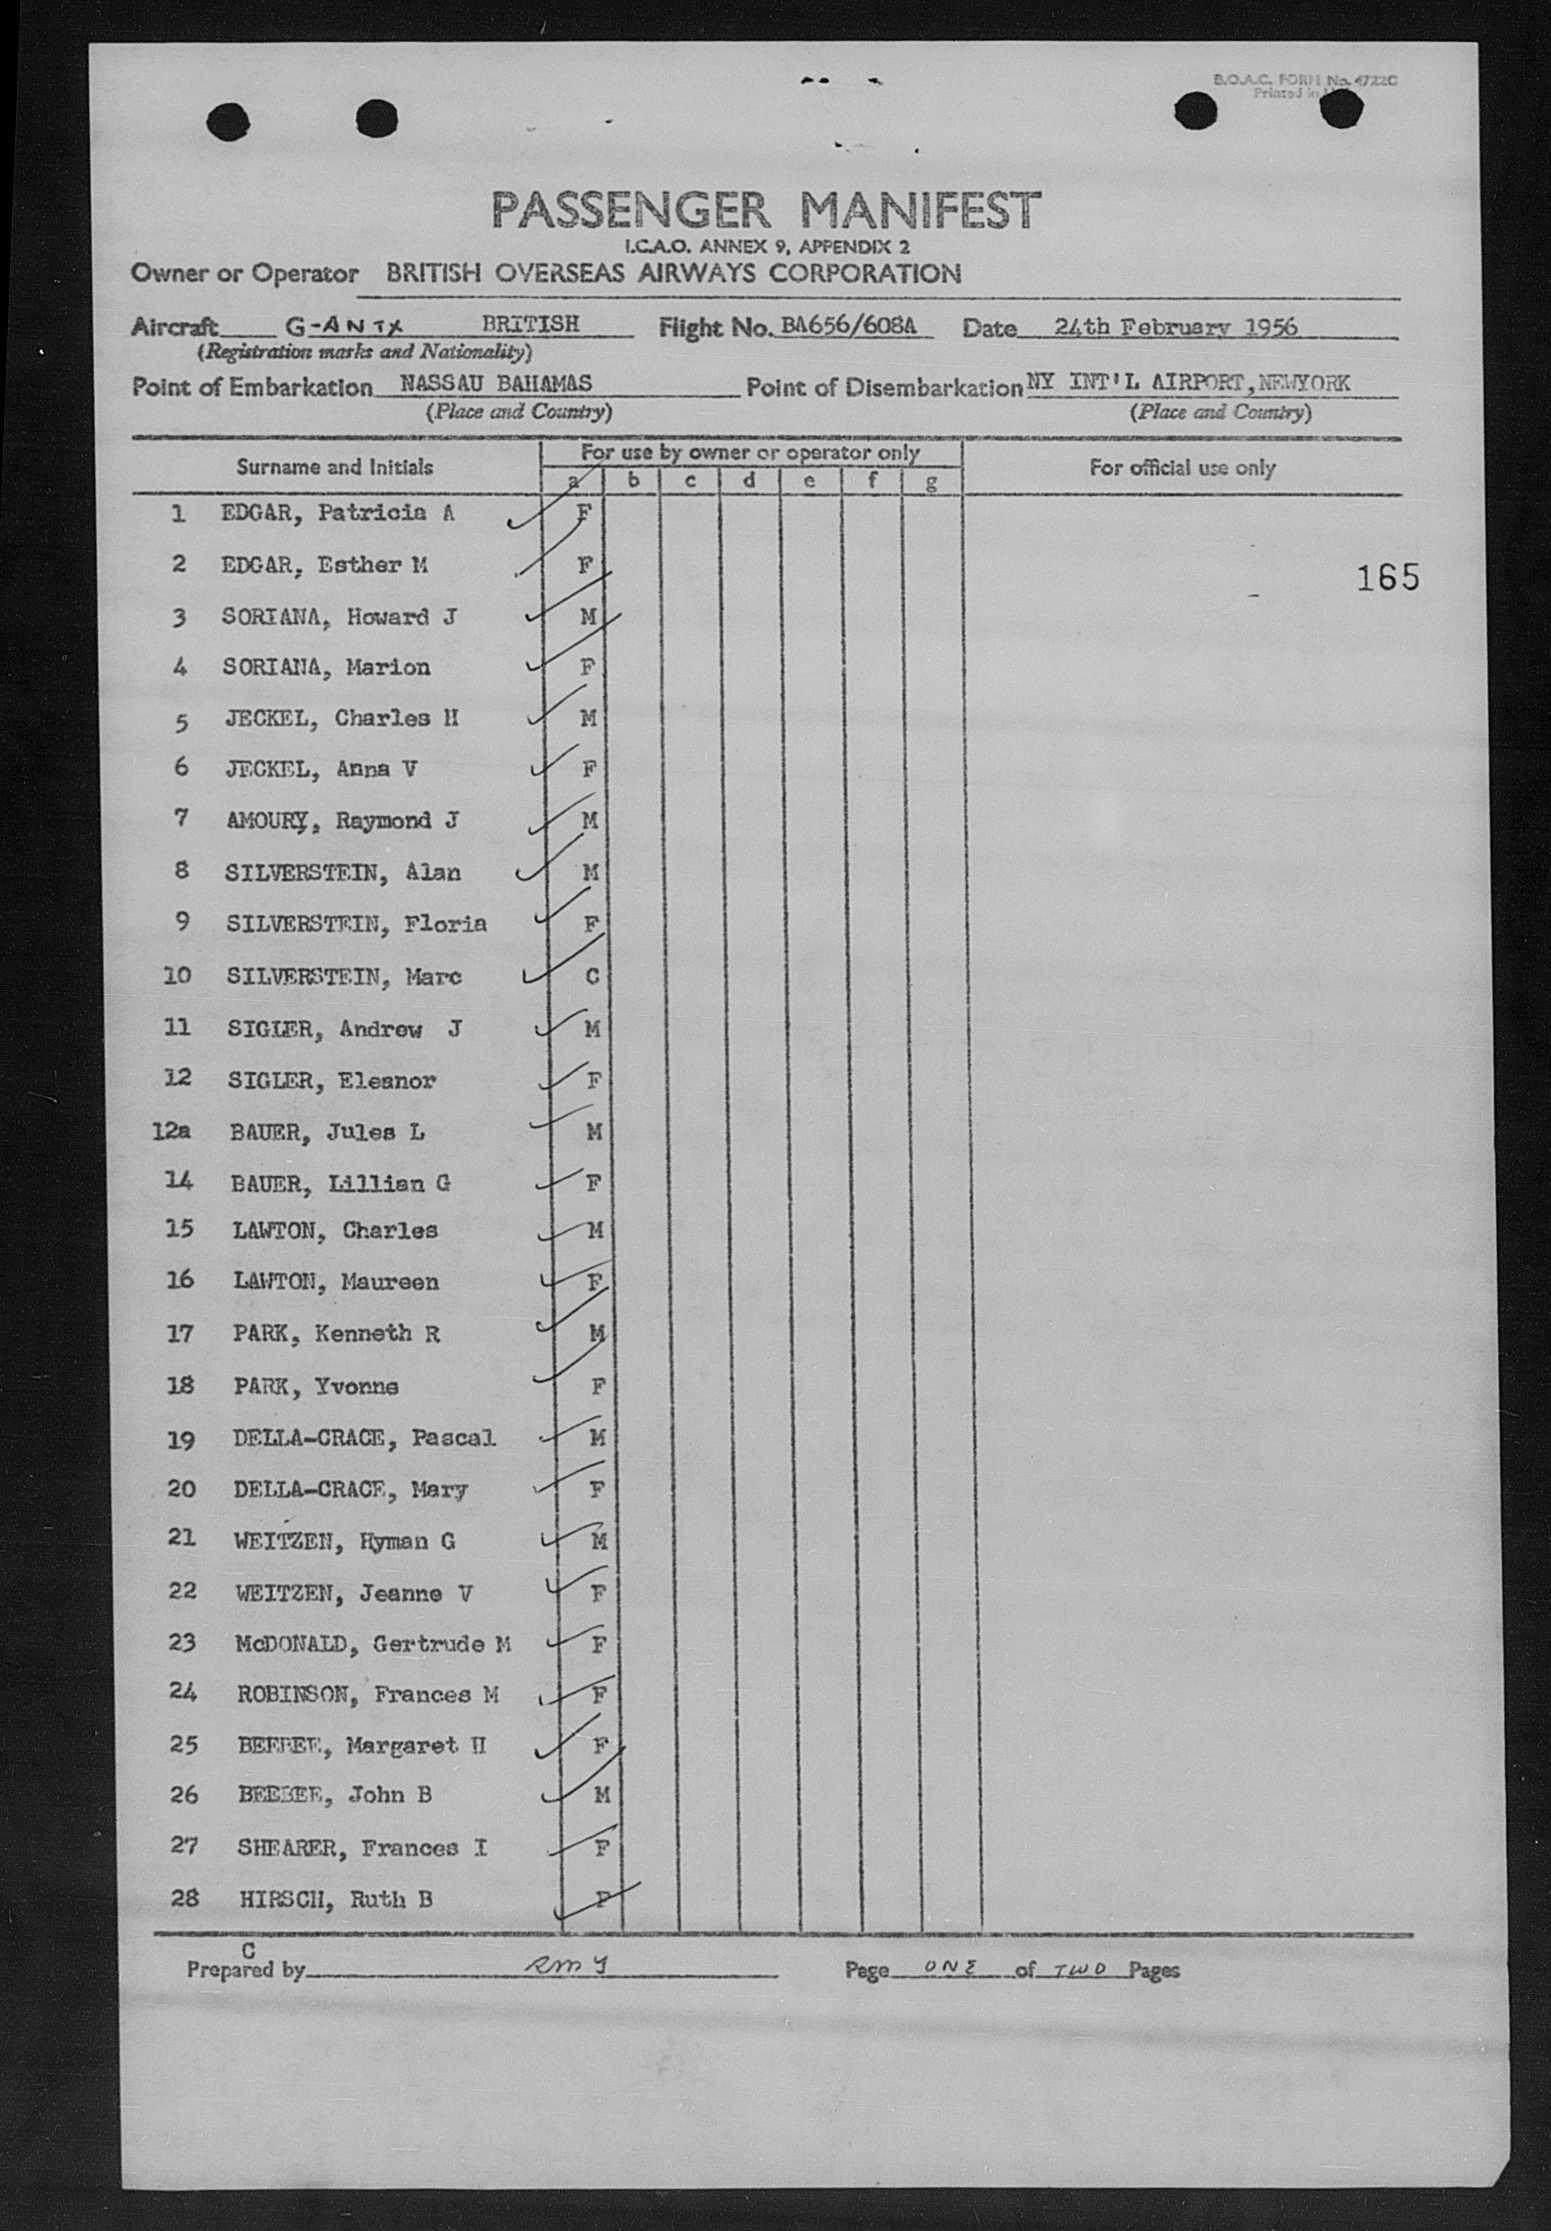 B.O.A.C. FORM No. 4722C
Printed in
PASSENGER MANIFEST
I.C.A.O. ANNEX 9, APPENDIX 2
Owner or Operator BRITISH OVERSEAS AIRWAYS CORPORATION
Aircraft G-ANTX BRITISH Flight No. BA656/608A Date 24th February 1956
(Registration marks and Nationality)
Point of Embarkation NASSAU BAHAMAS Point of Disembarkation NY INT'L AIRPORT, NEWYORK
(Place and Country) (Place and Country)
Surname and Initials For use by owner or operator only For official use only
a b c d e f g
1 EDGAR, Patricia A F
2 EDGAR, Esther M F
165
3 SORIANA, Howard J M
4 SORIANA, Marion F
5 JECKEL, Charles H M
6 JECKEL, Anna V F
7 AMOURY, Raymond J M
8 SILVERSTEIN, Alan M
9 SILVERSTEIN, Floria F
10 SILVERSTEIN, Marc C
11 SIGLER, Andrew J M
12 SIGLER, Eleanor F
12a BAUER, Jules L M
14 BAUER, Lillian G F
15 LAWTON, Charles M
16 LAWTON, Maureen F
17 PARK, Kenneth R M
18 PARK, Yvonne F
19 DELLA-CRACE, Pascal M
20 DELLA-CRACE, Mary F
21 WEITZEN, Hyman G M
22 WEITZEN, Jeanne V F
23 McDONALD, Gertrude M F
24 ROBINSON, Frances M F
25 BEEBEE, Margaret H F
26 BEEBEE, John B M
27 SHEARER, Frances I F
28 HIRSCH, Ruth B F
C
Prepared by RMY Page ONE of TWO Pages